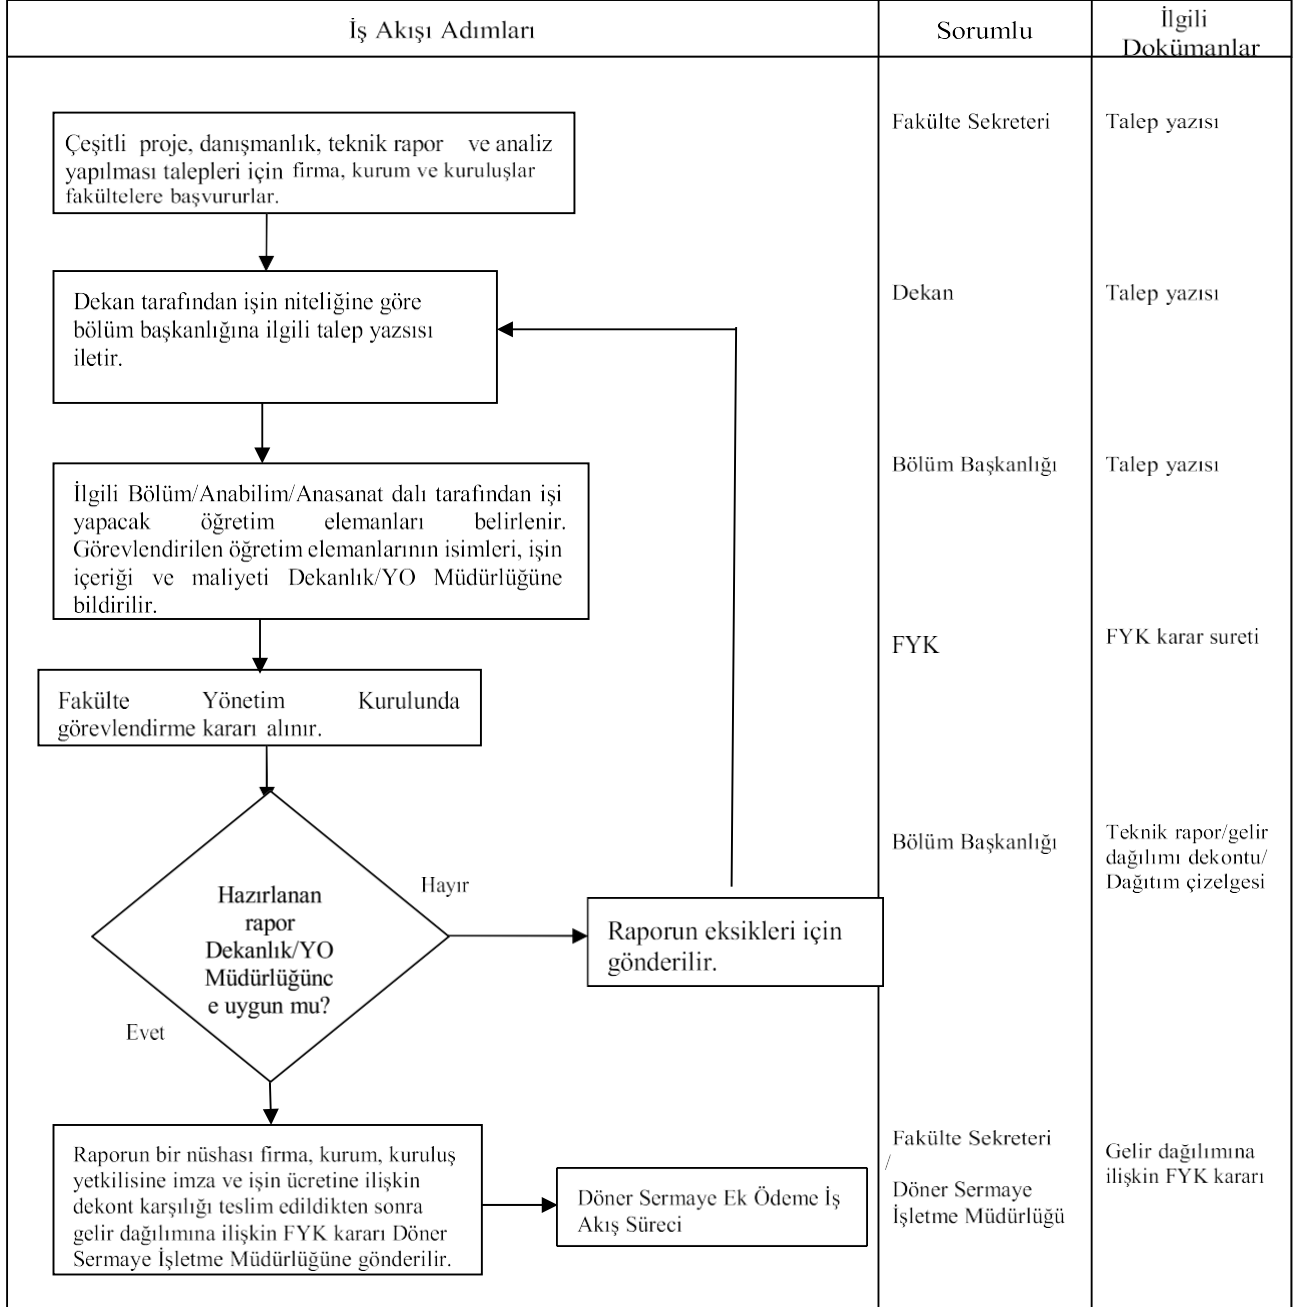 İş Akışı Adımları
Sorumlu
İlgili
Dokümanlar
Çeşitli proje, danışmanlık, teknik rapor ve analiz
yapılması talepleri için firma, kurum ve kuruluşlar
fakültelere başvururlar.
Fakülte Sekreteri
Talep yazısı
Dekan tarafından işin niteliğine göre
bölüm başkanlığına ilgili talep yazsısı
iletir.
Dekan
Talep yazısı
İlgili Bölüm/Anabilim/Anasanat dalı tarafından işi
yapacak öğretim elemanları belirlenir.
Görevlendirilen öğretim elemanlarının isimleri, işin
içeriği ve maliyeti Dekanlık/YO Müdürlüğüne
bildirilir.
Bölüm Başkanlığı
Talep yazısı
Fakülte Yönetim Kurulunda
görevlendirme kararı alınır.
FYK
FYK karar sureti
Hazırlanan
rapor
Dekanlık/YO
Müdürlüğünc
e uygun mu?
Hayır
Evet
Raporun eksikleri için
gönderilir.
Bölüm Başkanlığı
Teknik rapor/gelir
dağılımı dekontu/
Dağıtım çizelgesi
Raporun bir nüshası firma, kurum, kuruluş
yetkilisine imza ve işin ücretine ilişkin
dekont karşılığı teslim edildikten sonra
gelir dağılımına ilişkin FYK kararı Döner
Sermaye İşletme Müdürlüğüne gönderilir.
Döner Sermaye Ek Ödeme İş
Akış Süreci
Fakülte Sekreteri
/
Döner Sermaye
İşletme Müdürlüğü
Gelir dağılımına
ilişkin FYK kararı